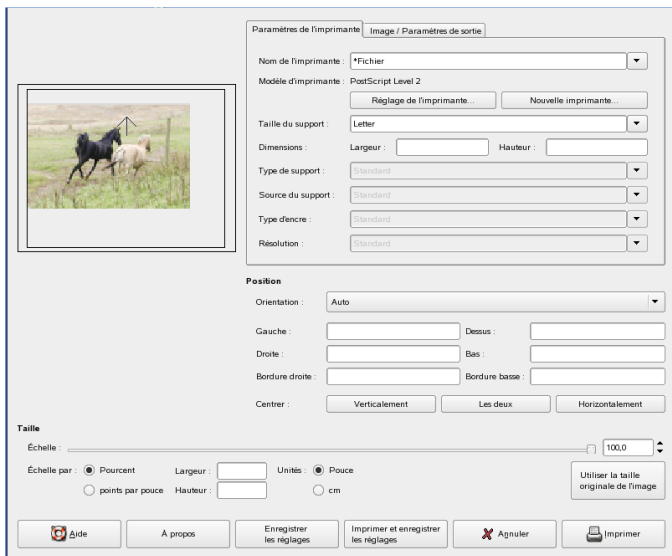 Paramètres de l'imprimante Image / Paramètres de sortie
Nom de l'imprimante : *Fichier
Modèle d'imprimante : PostScript Level 2
Réglage de l'imprimante... Nouvelle imprimante...
Taille du support : Letter
Dimensions : Largeur : Hauteur :
Type de support : Standard
Source du support : Standard
Type d'encre : Standard
Résolution : Standard
Position
Orientation : Auto
Gauche : Dessus :
Droite : Bas :
Bordure droite : Bordure basse :
Centrer : Verticalement Les deux Horizontalement
Taille
Échelle : 100,0
Échelle par : Pourcent Largeur : Unités : Pouce
points par pouce Hauteur : cm
Utiliser la taille
originale de l'image
Aide À propos Enregistrer
les réglages Imprimer et enregistrer
les réglages Annuler Imprimer